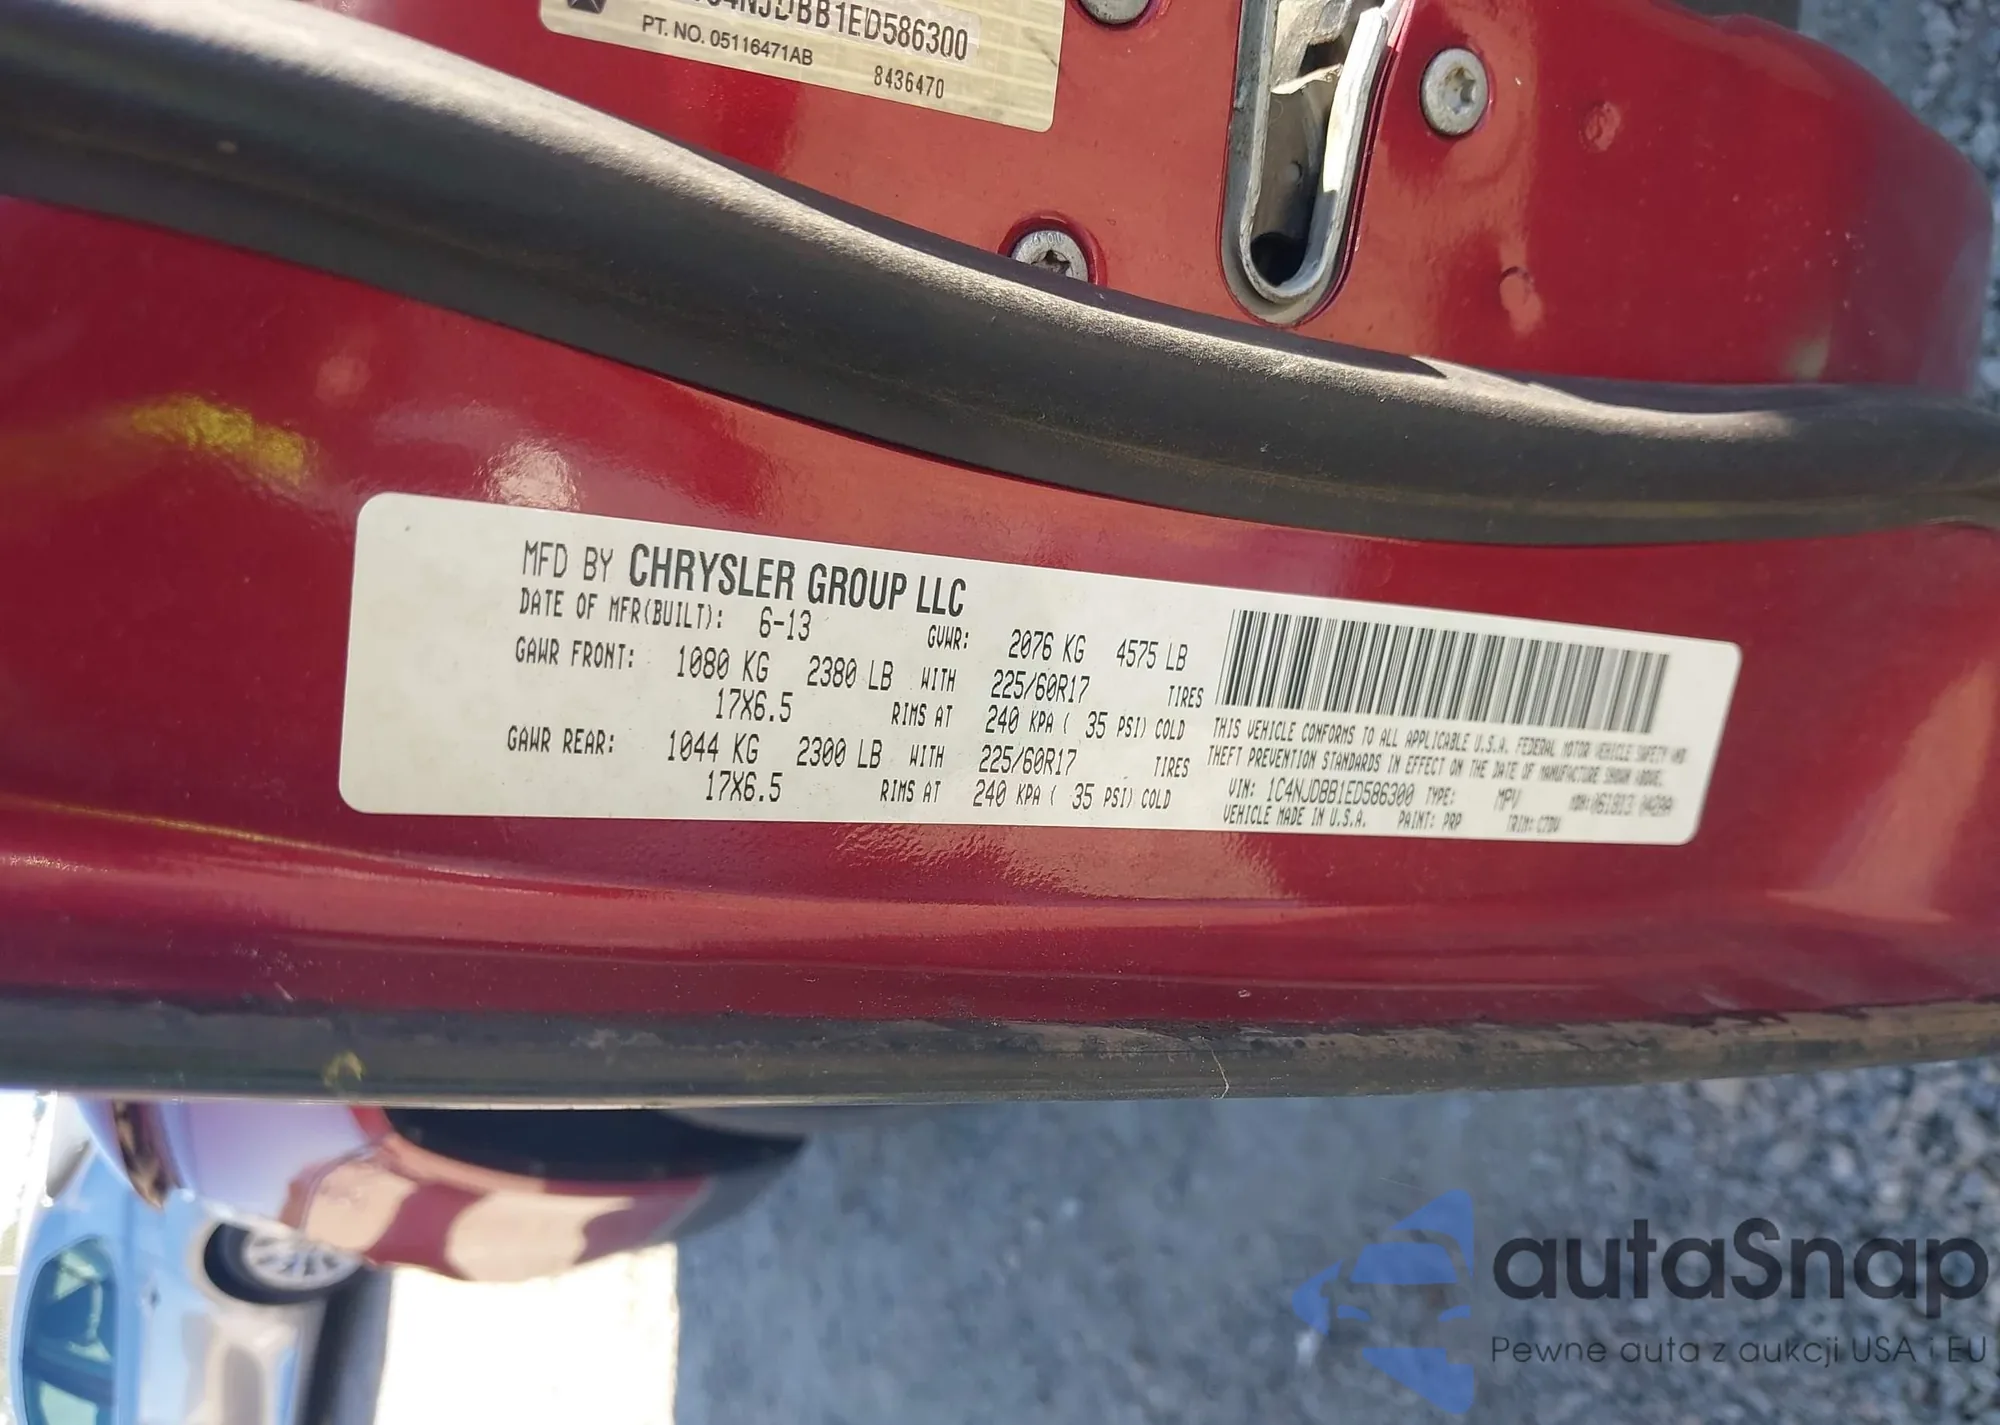 C4NJDBB1ED586300
PT. NO. 05116471AB
8436470
MFD BY CHRYSLER GROUP LLC
DATE OF MFR(BUILT): 6-13 GVWR: 2076 KG 4575 LB
GAWR FRONT: 1080 KG 2380 LB WITH 225/60R17 TIRES
17X6.5 RIMS AT 240 KPA ( 35 PSI) COLD
GAWR REAR: 1044 KG 2300 LB WITH 225/60R17 TIRES
17X6.5 RIMS AT 240 KPA ( 35 PSI) COLD
THIS VEHICLE CONFORMS TO ALL APPLICABLE U.S.A. FEDERAL MOTOR VEHICLE SAFETY AND
THEFT PREVENTION STANDARDS IN EFFECT ON THE DATE OF MANUFACTURE SHOWN ABOVE.
VIN: 1C4NJDBB1ED586300 TYPE: MPV
VEHICLE MADE IN U.S.A. PAINT: PRP TRIM:
autaSnap
Pewne auta z aukcji USA i EU